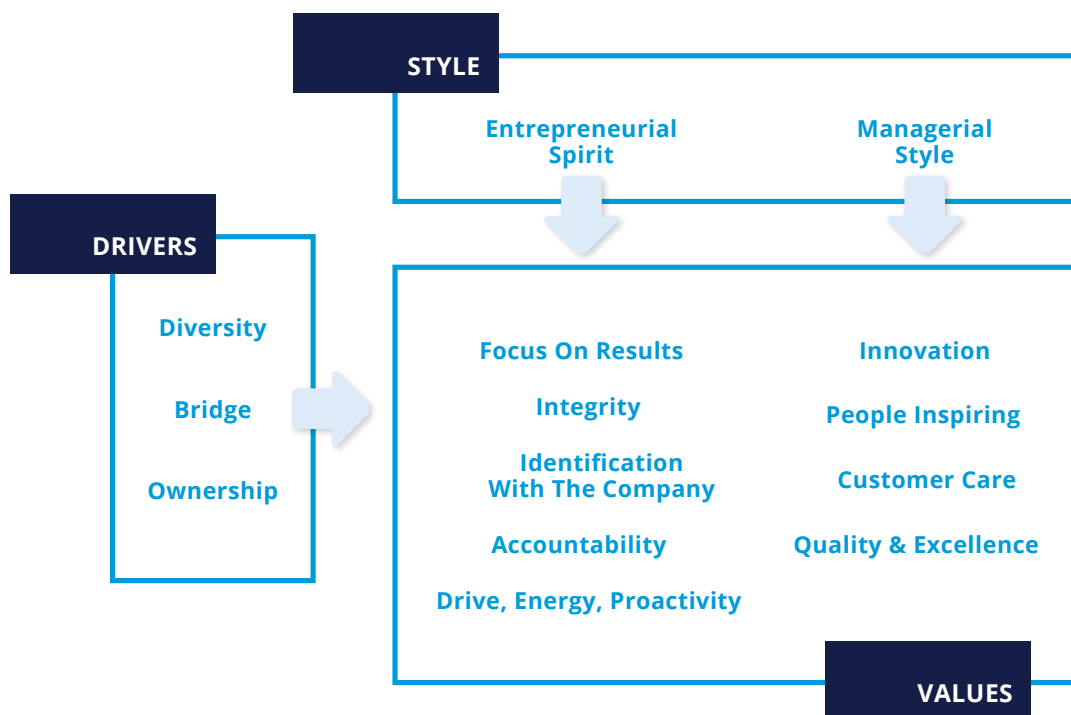 STYLE
Entrepreneurial
Spirit
Managerial
Style
DRIVERS
Diversity
Bridge
Ownership
Focus On Results
Integrity
Identification
With The Company
Accountability
Drive, Energy, Proactivity
Innovation
People Inspiring
Customer Care
Quality & Excellence
VALUES